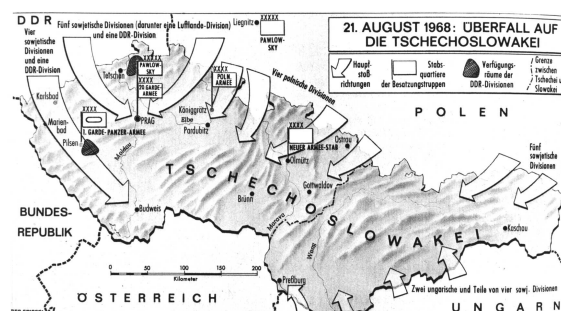 21. AUGUST 1968: ÜBERFALL AUF
DIE TSCHECHOSLOWAKEI
Haupt-
stoß-
richtungen
Stabs-
quartiere
der Besatzungstruppen
Verfügungs-
räume der
DDR-Divisionen
Grenze
zwischen
Tschechei u.
Slowakei
DDR
Vier
sowjetische
Divisionen
und eine
DDR-Division
Fünf sowjetische Divisionen (darunter eine Luftlande-Division)
und eine DDR-Division
Liegnitz
XXXXX
PAWLOW-
SKY
Tetschen
XXXXX
PAWLOW-
SKY
XXXX
20 GARDE-
ARMEE
XXXX
POLN.
ARMEE
Vier polnische Divisionen
POLEN
Karlsbad
Marien-
bad
Pilsen
XXXX
1. GARDE-PANZER-ARMEE
PRAG
Königgrätz
Elbe
Pardubitz
Moldau
XXXX
NEUER ARMEE-STAB
Ostrau
Olmütz
Gottwaldov
Fünf
sowjetische
Divisionen
TSCHECHOSLOWAKEI
Brünn
Budweis
BUNDES-
REPUBLIK
Kaschau
Waag
Preßburg
0 50 100 150 200
Kilometer
ÖSTERREICH
Zwei ungarische und Teile von vier sowj. Divisionen
UNGARN